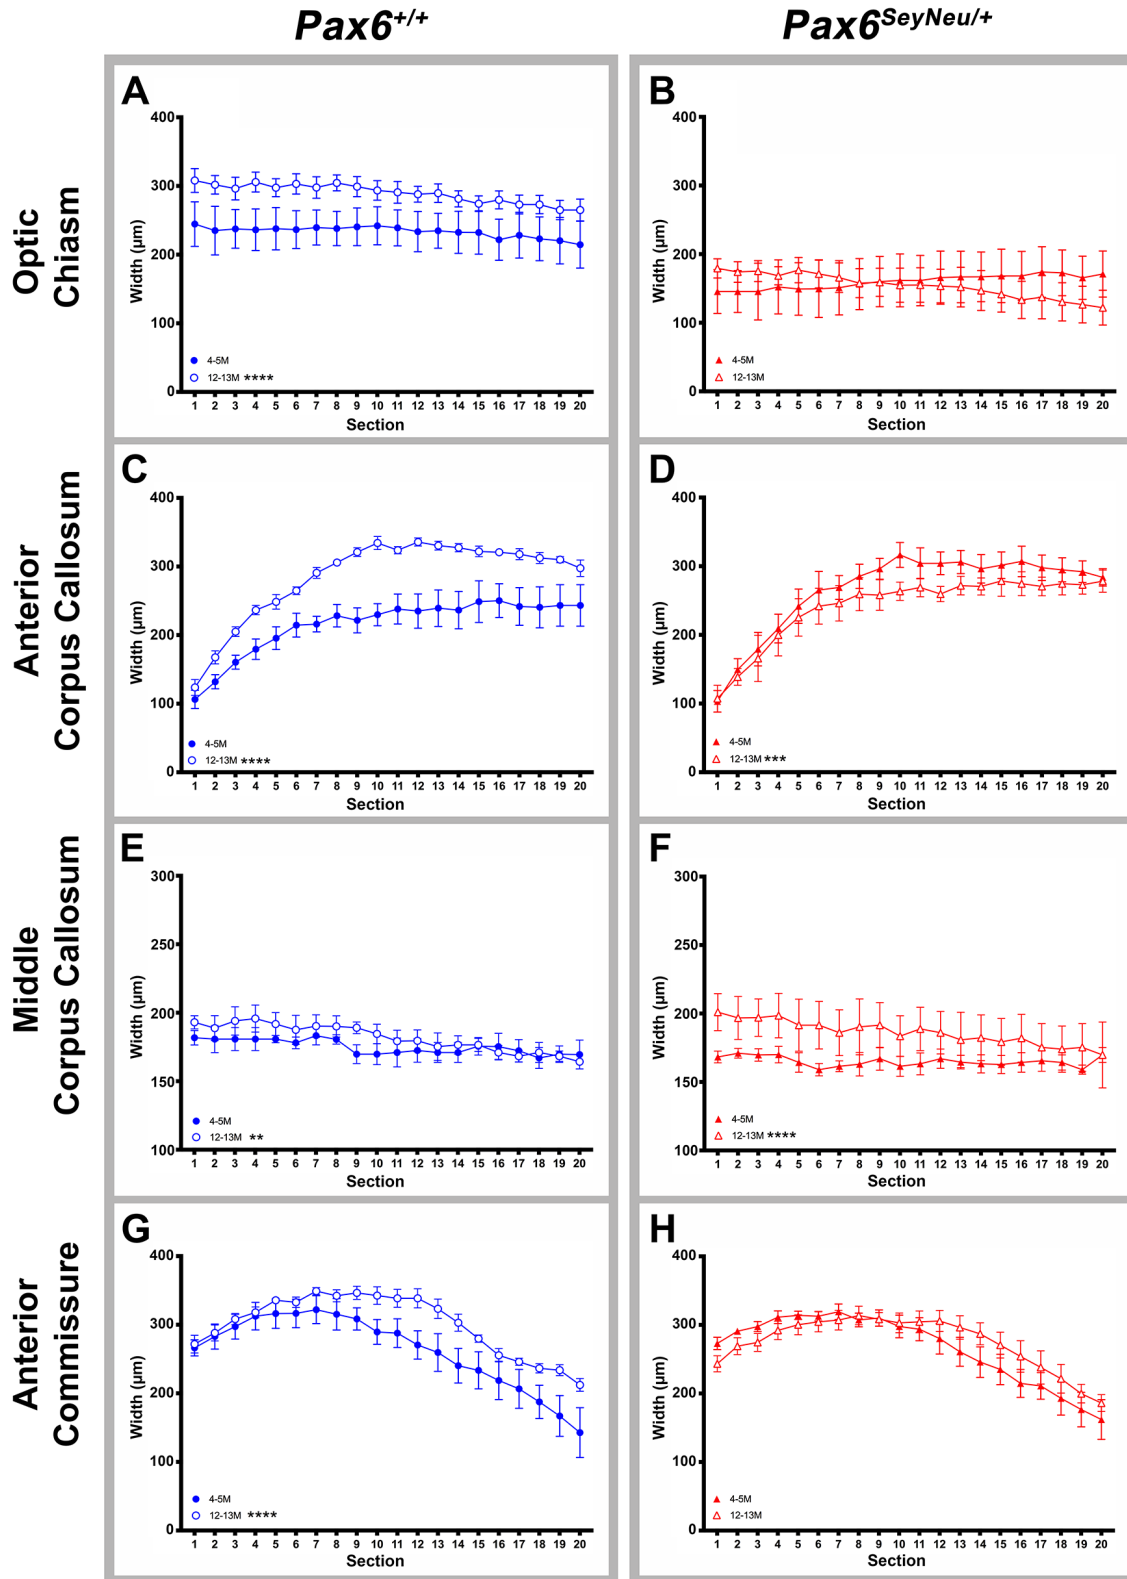 Pax6+/+
Pax6SeyNeu/+
Optic
Chiasm
A
Width (µm)
400
300
200
100
0
4-5M
12-13M ****
1 2 3 4 5 6 7 8 9 10 11 12 13 14 15 16 17 18 19 20
Section
B
Width (µm)
400
300
200
100
0
4-5M
12-13M
1 2 3 4 5 6 7 8 9 10 11 12 13 14 15 16 17 18 19 20
Section
Anterior
Corpus Callosum
C
Width (µm)
400
300
200
100
0
4-5M
12-13M ****
1 2 3 4 5 6 7 8 9 10 11 12 13 14 15 16 17 18 19 20
Section
D
Width (µm)
400
300
200
100
0
4-5M
12-13M ***
1 2 3 4 5 6 7 8 9 10 11 12 13 14 15 16 17 18 19 20
Section
Middle
Corpus Callosum
E
Width (µm)
300
250
200
150
100
4-5M
12-13M **
1 2 3 4 5 6 7 8 9 10 11 12 13 14 15 16 17 18 19 20
Section
F
Width (µm)
300
250
200
150
100
4-5M
12-13M ****
1 2 3 4 5 6 7 8 9 10 11 12 13 14 15 16 17 18 19 20
Section
Anterior
Commissure
G
Width (µm)
400
300
200
100
0
4-5M
12-13M ****
1 2 3 4 5 6 7 8 9 10 11 12 13 14 15 16 17 18 19 20
Section
H
Width (µm)
400
300
200
100
0
4-5M
12-13M
1 2 3 4 5 6 7 8 9 10 11 12 13 14 15 16 17 18 19 20
Section